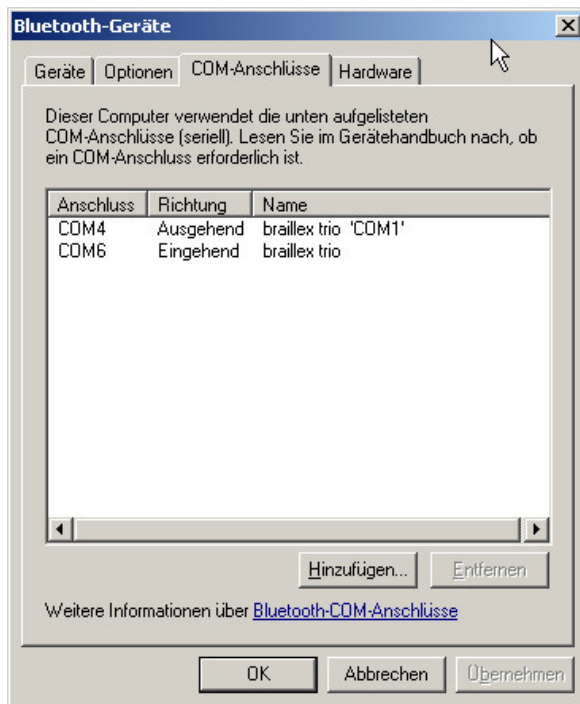 Bluetooth-Geräte
Geräte Optionen COM-Anschlüsse Hardware
Dieser Computer verwendet die unten aufgelisteten
COM-Anschlüsse (seriell). Lesen Sie im Gerätehandbuch nach, ob
ein COM-Anschluss erforderlich ist.
Anschluss Richtung Name
COM4 Ausgehend braillex trio 'COM1'
COM6 Eingehend braillex trio
Hinzufügen... Entfernen
Weitere Informationen über Bluetooth-COM-Anschlüsse
OK Abbrechen Übernehmen